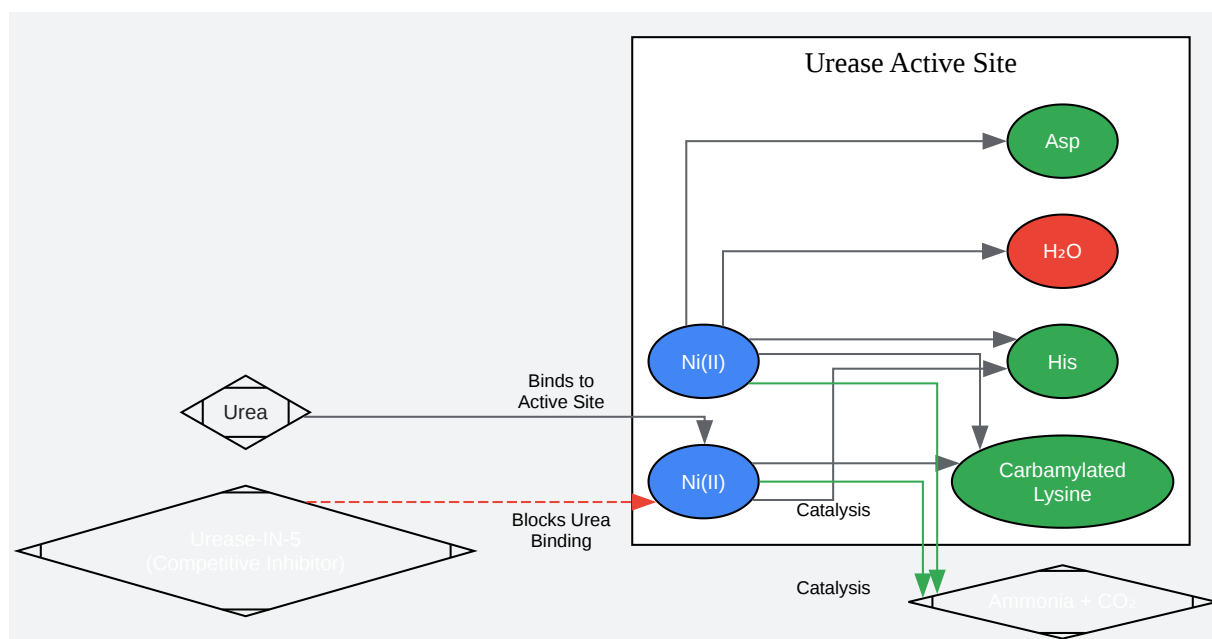 Urease Active Site
Asp
H₂O
Ni(II)
His
Binds to
Active Site
Urea
Ni(II)
Carbamylated
Lysine
Catalysis
Blocks Urea
Binding
Urease-IN-5
(Competitive Inhibitor)
Catalysis
Ammonia + CO₂